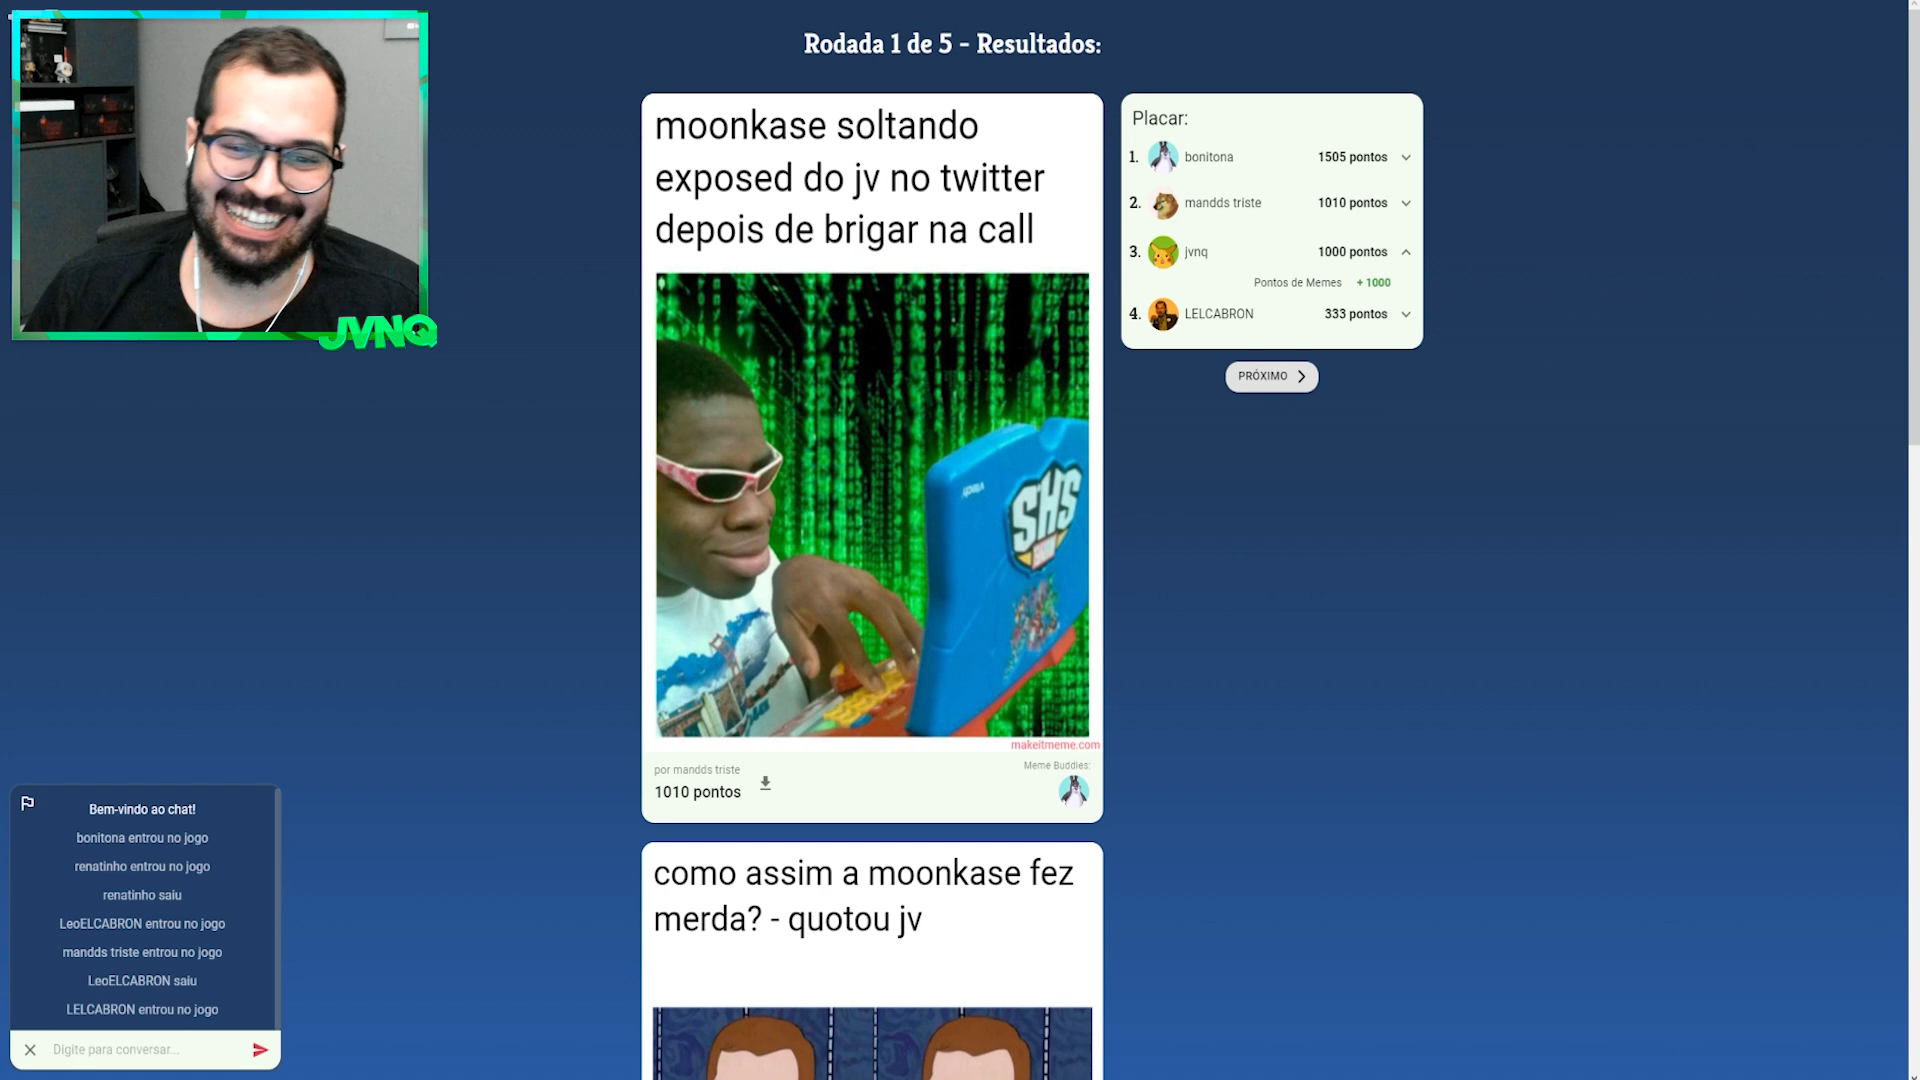 JVNQ
Rodada 1 de 5 - Resultados:
moonkase soltando
exposed do jv no twitter
depois de brigar na call
vtech
SHS
makeitmeme.com
por mandds triste
1010 pontos
Meme Buddies:
como assim a moonkase fez
merda? - quotou jv
Placar:
1. bonitona 1505 pontos
2. mandds triste 1010 pontos
3. jvnq 1000 pontos
Pontos de Memes + 1000
4. LELCABRON 333 pontos
PRÓXIMO
Bem-vindo ao chat!
bonitona entrou no jogo
renatinho entrou no jogo
renatinho saiu
LeoELCABRON entrou no jogo
mandds triste entrou no jogo
LeoELCABRON saiu
LELCABRON entrou no jogo
Digite para conversar...